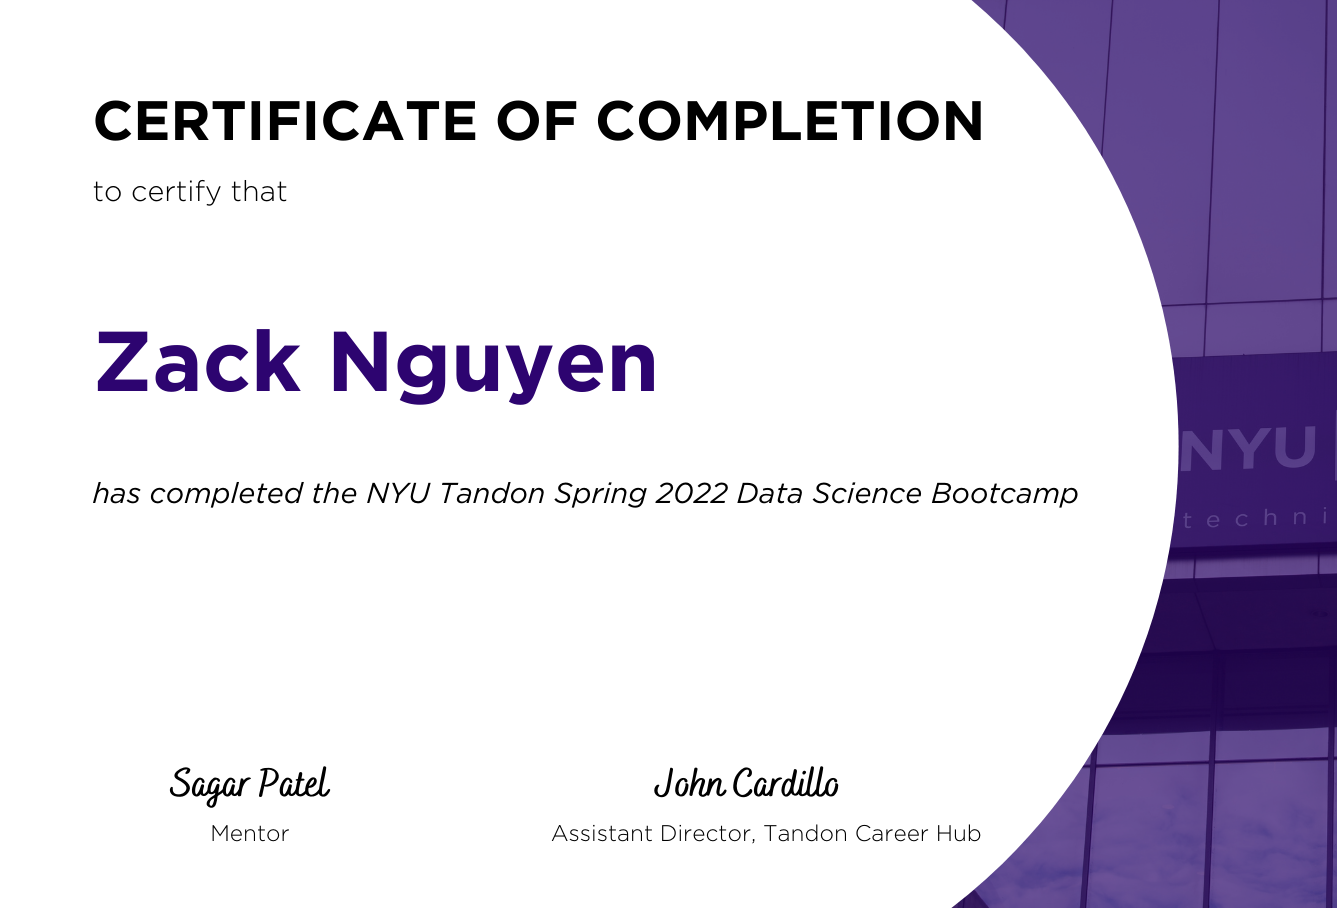 CERTIFICATE OF COMPLETION
to certify that
Zack Nguyen
has completed the NYU Tandon Spring 2022 Data Science Bootcamp
NYU
techni
Sagar Patel
John Cardillo
Mentor
Assistant Director, Tandon Career Hub